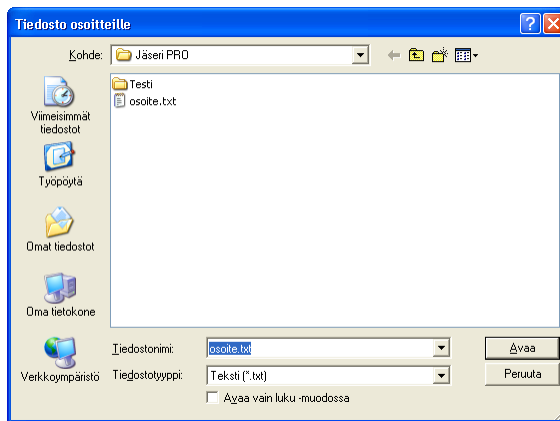 Tiedosto osoitteille
Kohde: Jäseri PRO
Testi
osoite.txt
Viimeisimmät
tiedostot
Työpöytä
Omat tiedostot
Oma tietokone
Verkkoympäristö
Tiedostonimi: osoite.txt Avaa
Tiedostotyyppi: Teksti (*.txt) Peruuta
Avaa vain luku -muodossa